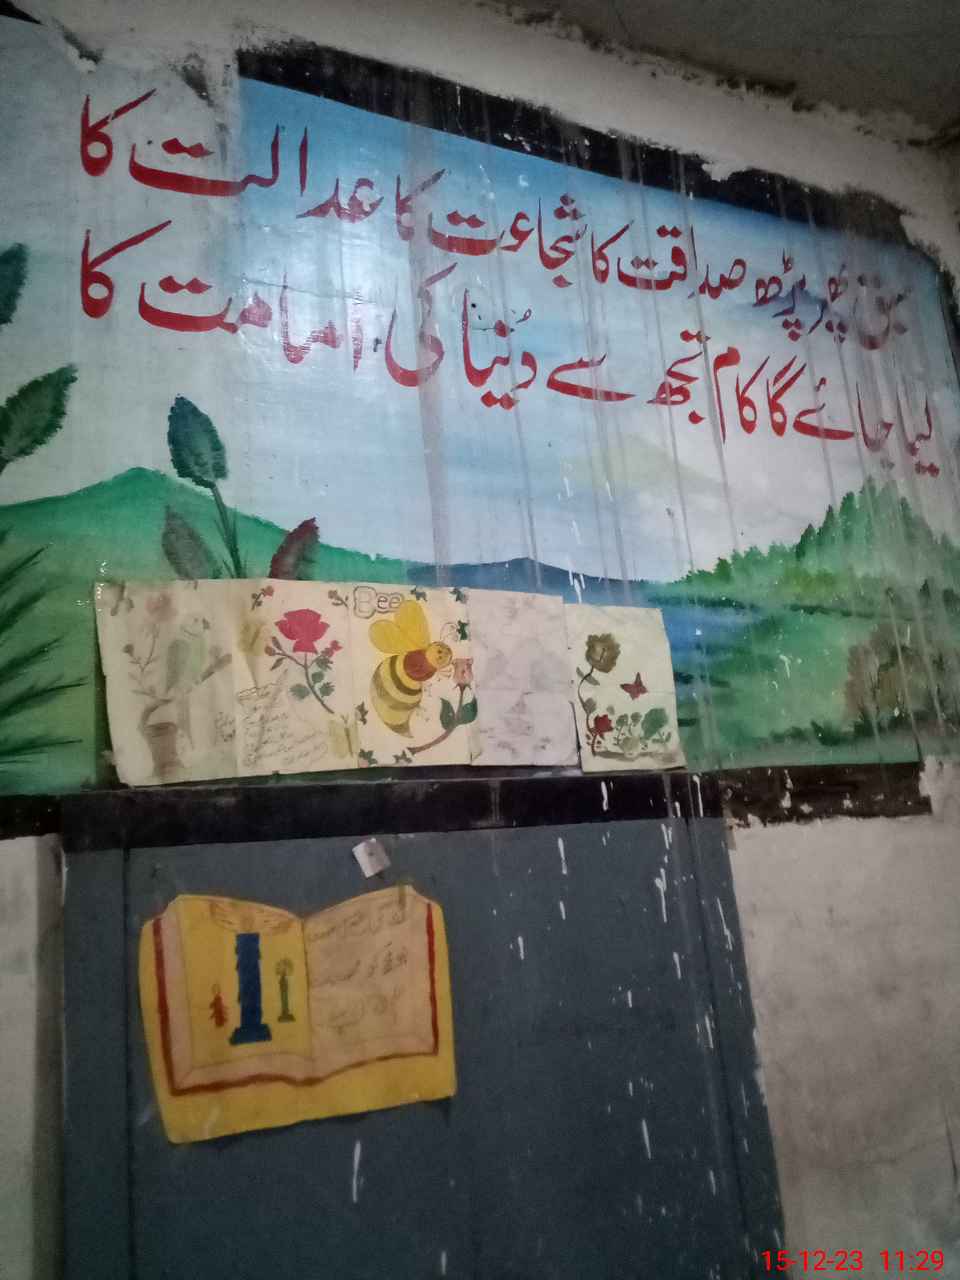 سبق پھر پڑھ صداقت کا شجاعت کا عدالت کا
لیا جائے گا کام تجھ سے دُنیا کی امامت کا
Bee
15-12-23 11:29